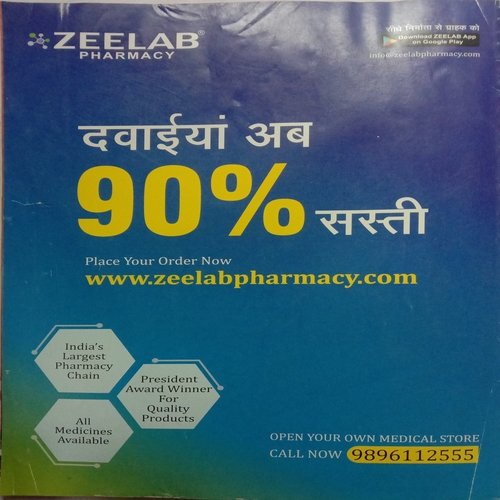 ZEELAB®
PHARMACY
सीधे निर्माता से ग्राहक को
Download ZEELAB App
on Google Play
info@zeelabpharmacy.com
दवाईयां अब
90% सस्ती
Place Your Order Now
www.zeelabpharmacy.com
India's
Largest
Pharmacy
Chain
President
Award Winner
For
Quality
Products
All
Medicines
Available
OPEN YOUR OWN MEDICAL STORE
CALL NOW 9896112555